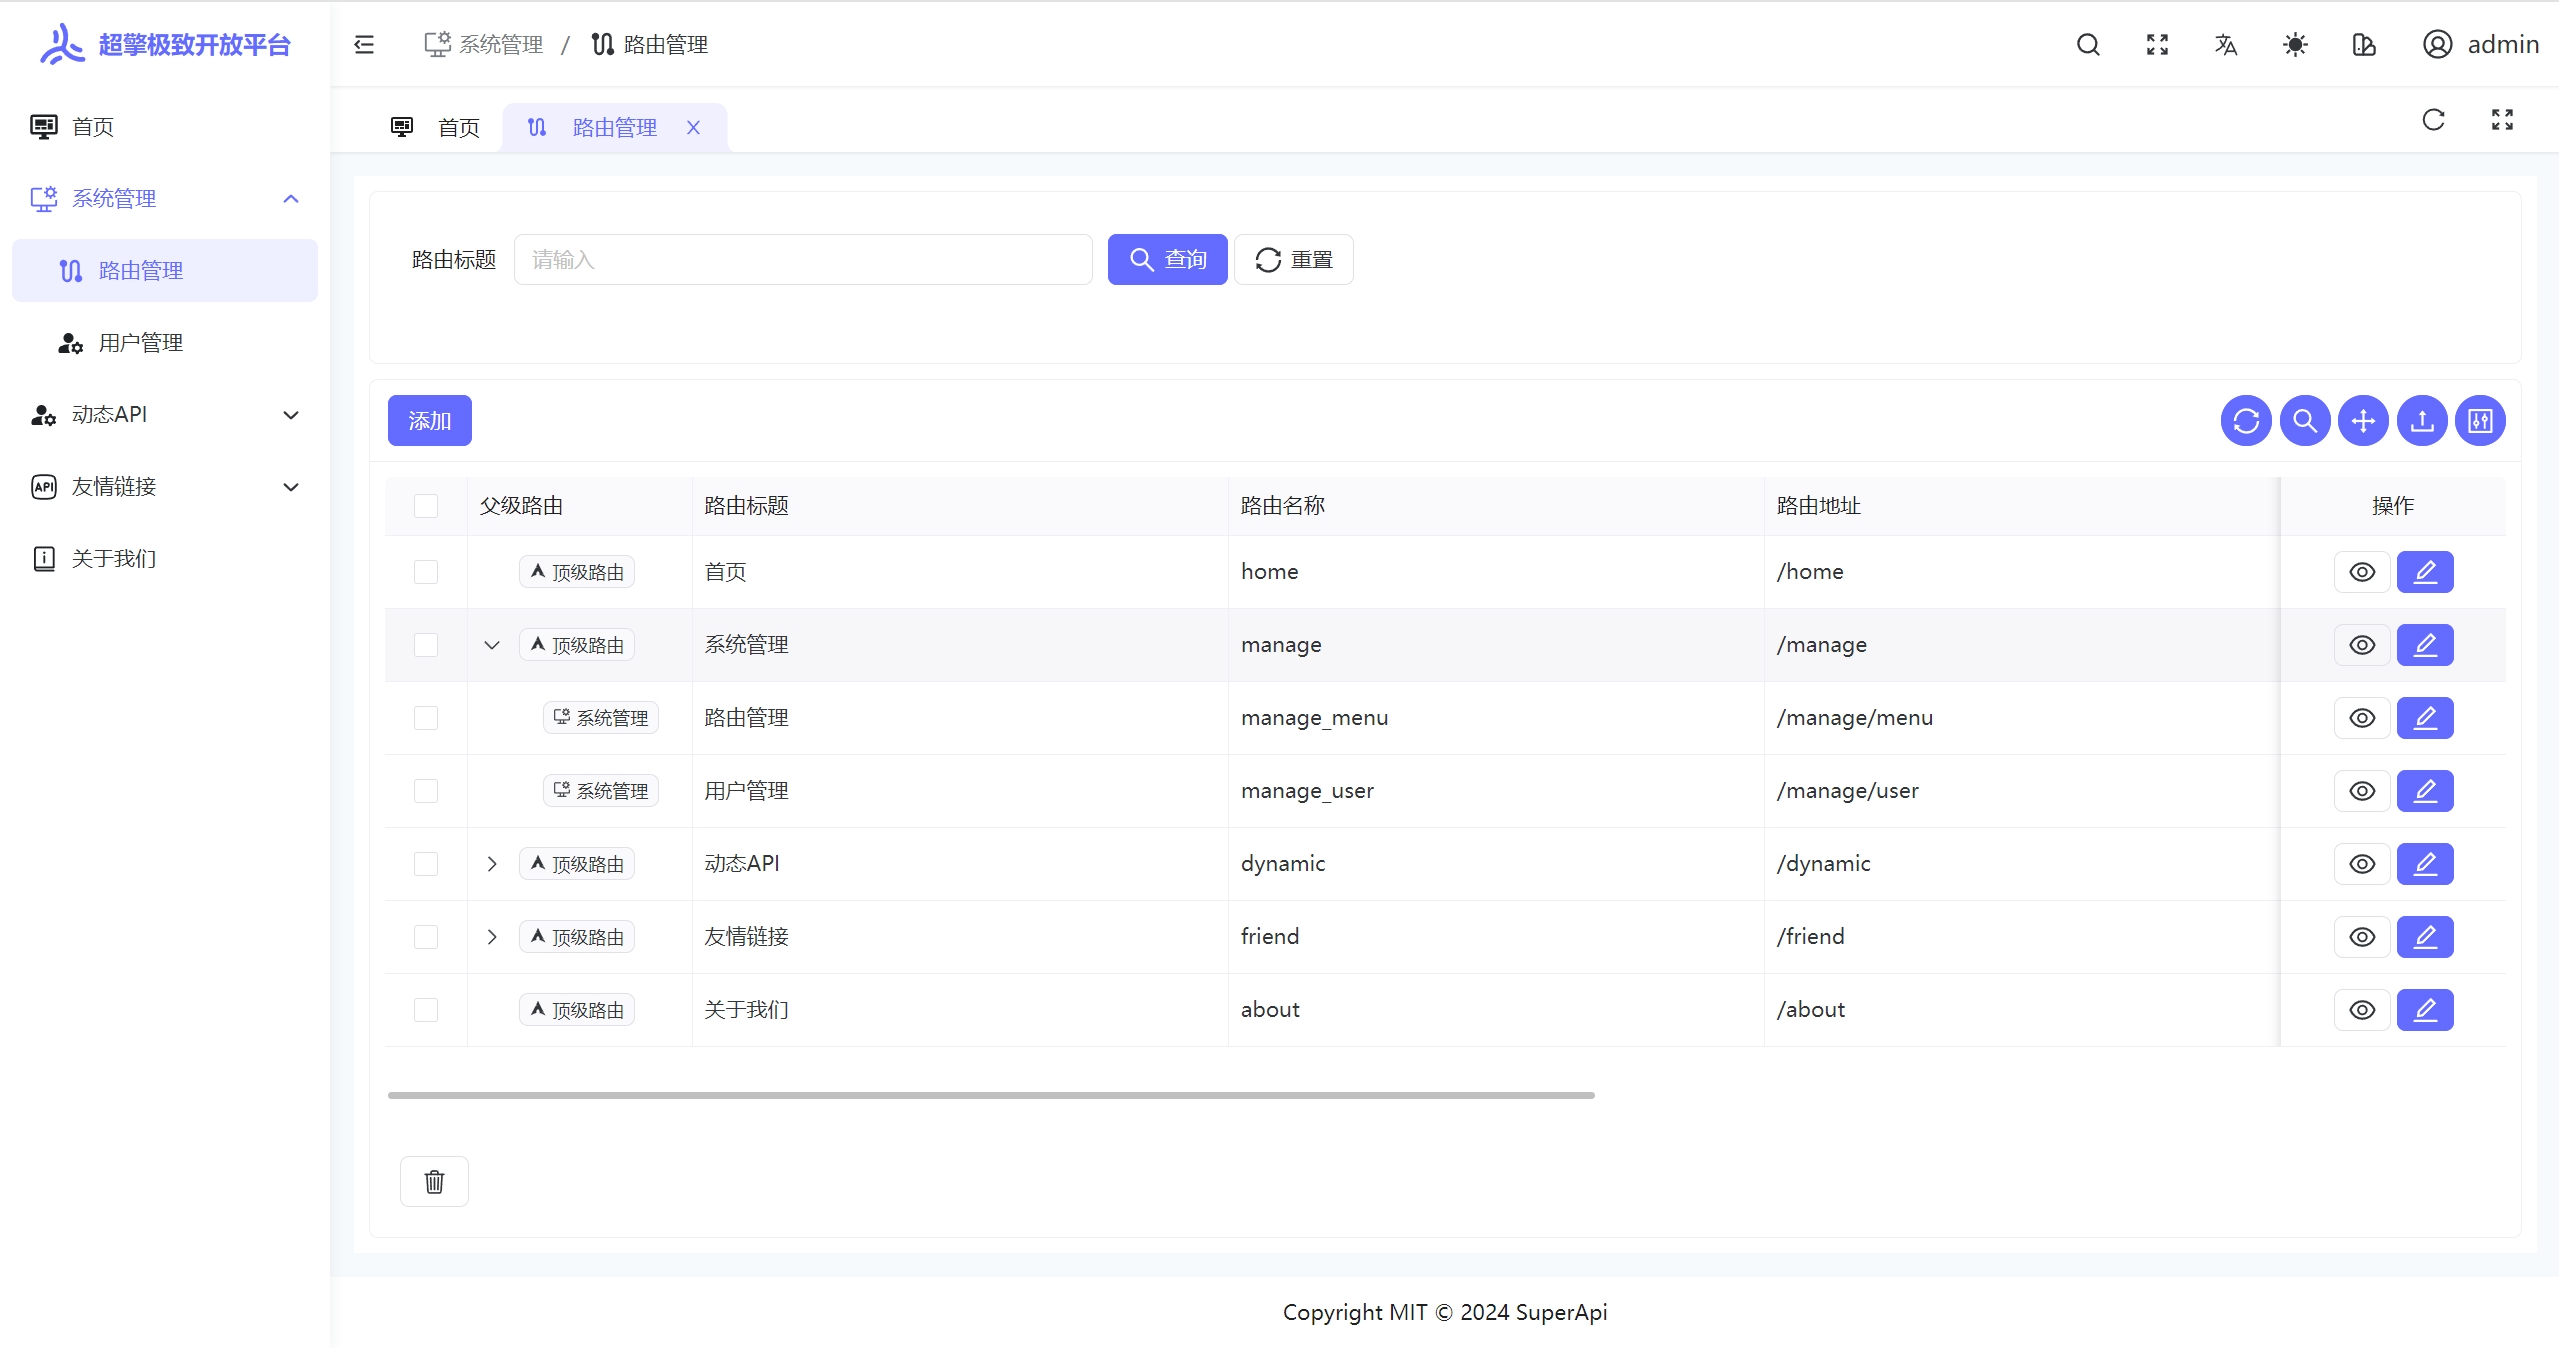 超擎极致开放平台
系统管理 / 路由管理
admin
首页
系统管理
路由管理
用户管理
动态API
API 友情链接
关于我们
首页 路由管理
路由标题 请输入 查询 重置
添加
父级路由 路由标题 路由名称 路由地址 操作
顶级路由 首页 home /home
顶级路由 系统管理 manage /manage
系统管理 路由管理 manage_menu /manage/menu
系统管理 用户管理 manage_user /manage/user
顶级路由 动态API dynamic /dynamic
顶级路由 友情链接 friend /friend
顶级路由 关于我们 about /about
Copyright MIT © 2024 SuperApi